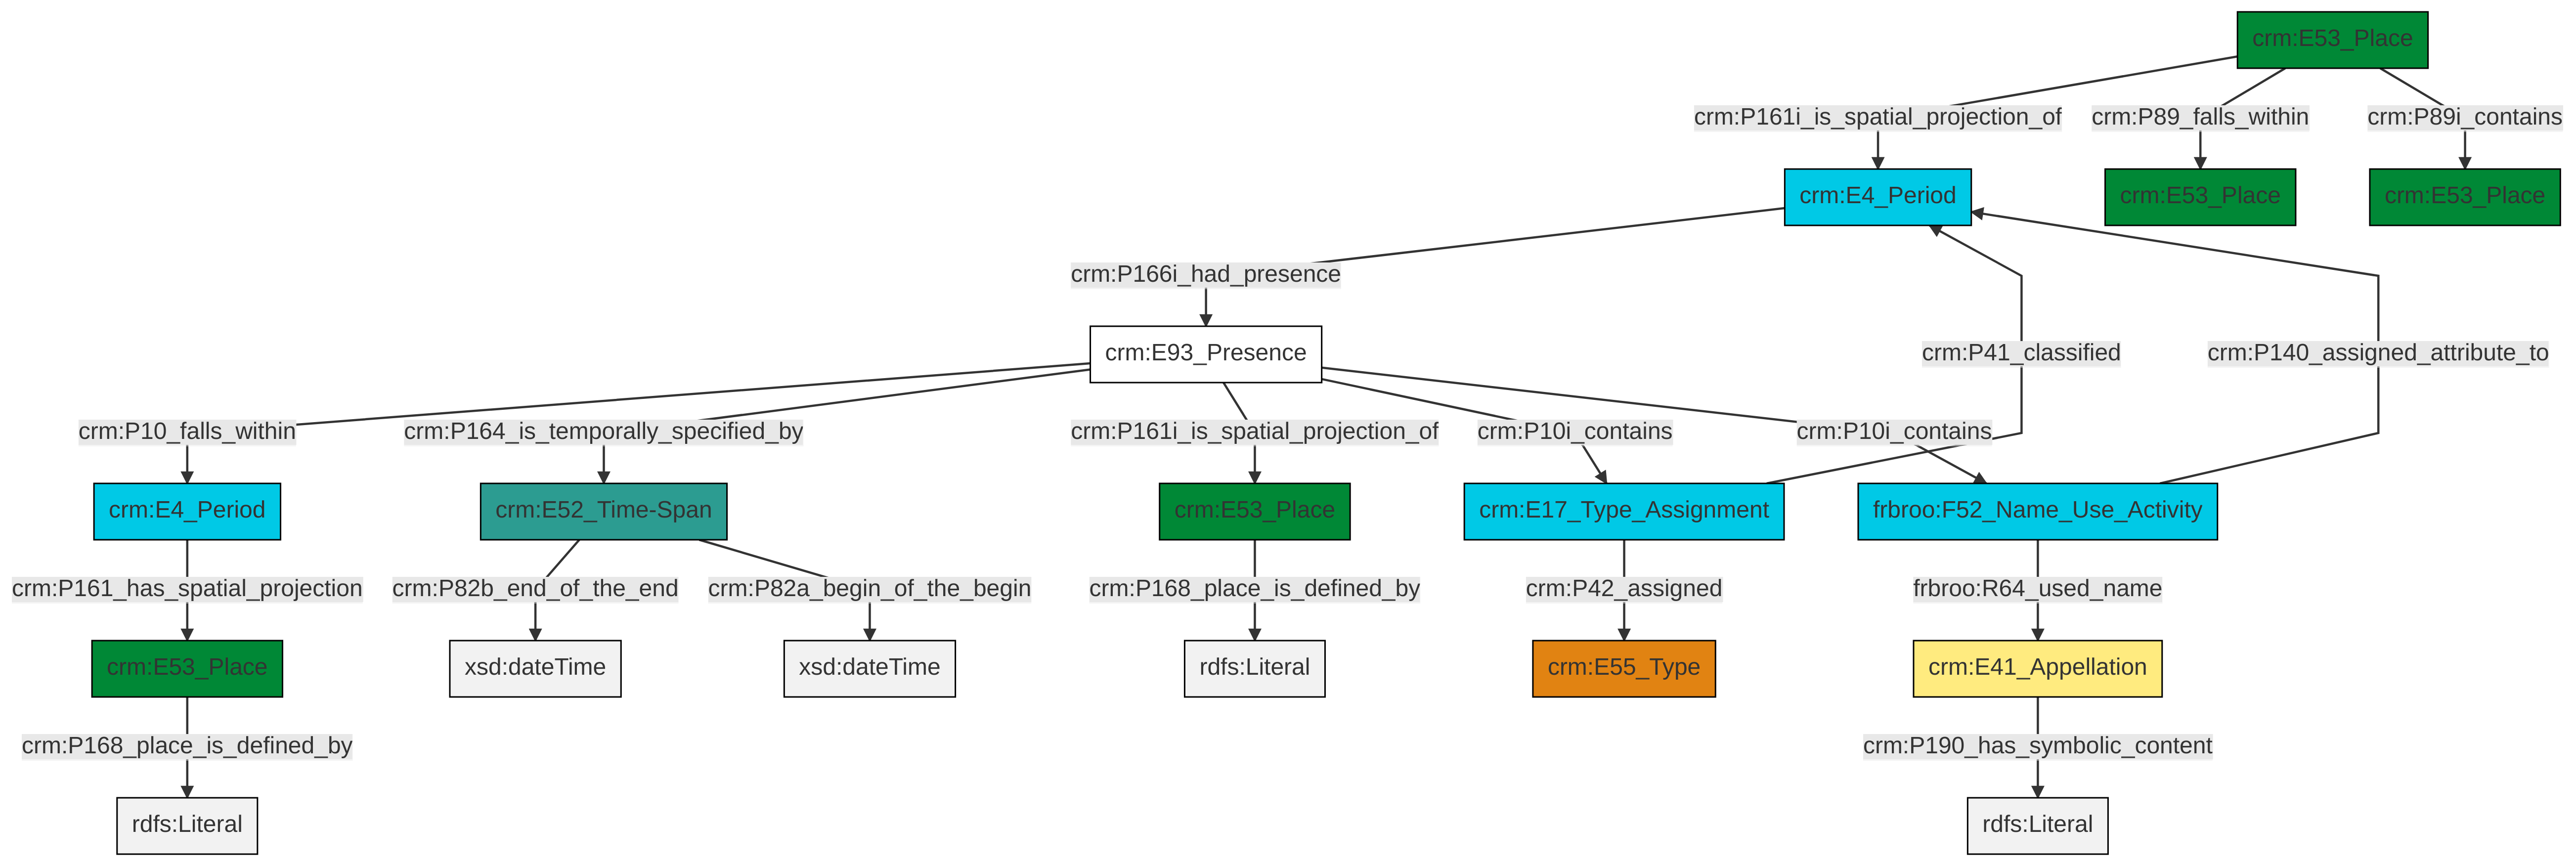 crm:E53_Place
crm:P161i_is_spatial_projection_of
crm:P89_falls_within
crm:P89i_contains
crm:E4_Period
crm:E53_Place
crm:E53_Place
crm:P166i_had_presence
crm:E93_Presence
crm:P41_classified
crm:P140_assigned_attribute_to
crm:P10_falls_within
crm:P164_is_temporally_specified_by
crm:P161i_is_spatial_projection_of
crm:P10i_contains
crm:P10i_contains
crm:E4_Period
crm:E52_Time-Span
crm:E53_Place
crm:E17_Type_Assignment
frbroo:F52_Name_Use_Activity
crm:P161_has_spatial_projection
crm:P82b_end_of_the_end
crm:P82a_begin_of_the_begin
crm:P168_place_is_defined_by
crm:P42_assigned
frbroo:R64_used_name
crm:E53_Place
xsd:dateTime
xsd:dateTime
rdfs:Literal
crm:E55_Type
crm:E41_Appellation
crm:P168_place_is_defined_by
crm:P190_has_symbolic_content
rdfs:Literal
rdfs:Literal